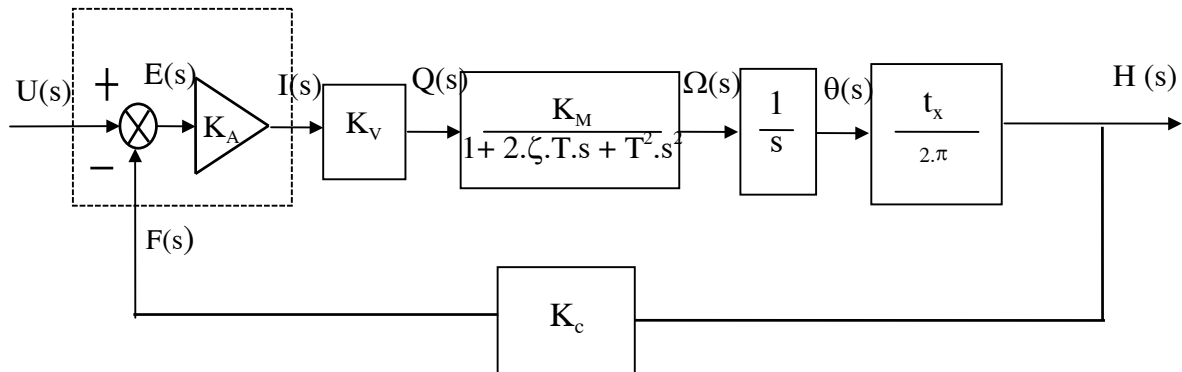 U(s)
+
−
E(s)
K_A
I(s)
K_V
Q(s)
K_M
1+ 2.ζ.T.s + T².s²
Ω(s)
1
s
θ(s)
t_x
2.π
H (s)
F(s)
K_c